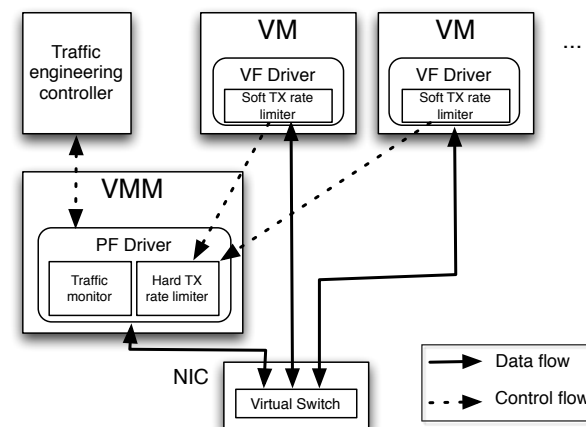 Traffic
engineering
controller
VM
VF Driver
Soft TX rate
limiter
VM
VF Driver
Soft TX rate
limiter
...
VMM
PF Driver
Traffic
monitor
Hard TX
rate limiter
NIC
Virtual Switch
Data flow
Control flow